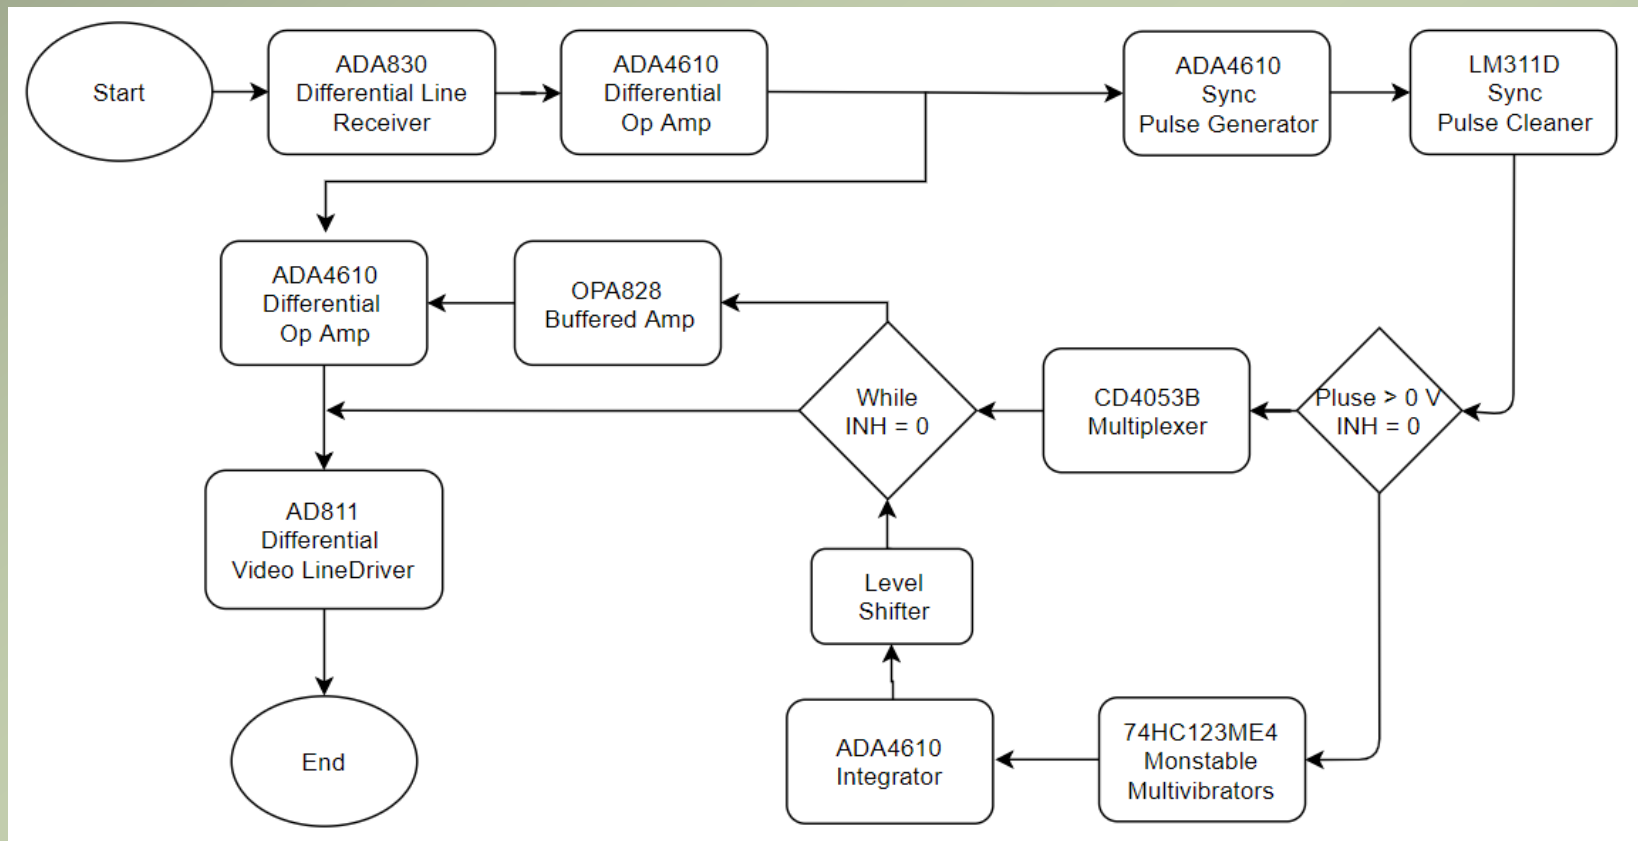 Start
ADA830
Differential Line
Receiver
ADA4610
Differential
Op Amp
ADA4610
Sync
Pulse Generator
LM311D
Sync
Pulse Cleaner
ADA4610
Differential
Op Amp
OPA828
Buffered Amp
While
INH = 0
CD4053B
Multiplexer
Pluse > 0 V
INH = 0
AD811
Differential
Video LineDriver
Level
Shifter
End
ADA4610
Integrator
74HC123ME4
Monstable
Multivibrators